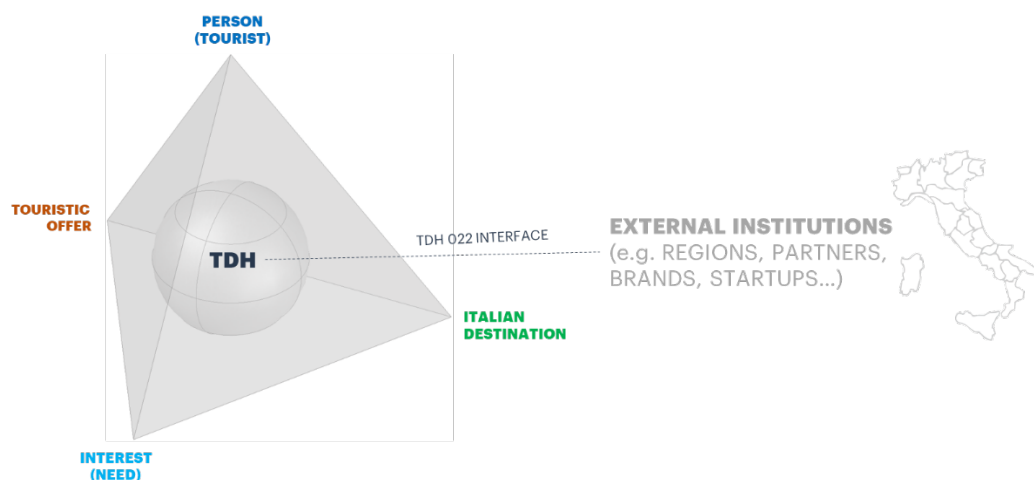 PERSON
(TOURIST)
TOURISTIC
OFFER
TDH
TDH 022 INTERFACE
EXTERNAL INSTITUTIONS
(e.g. REGIONS, PARTNERS,
BRANDS, STARTUPS...)
ITALIAN
DESTINATION
INTEREST
(NEED)